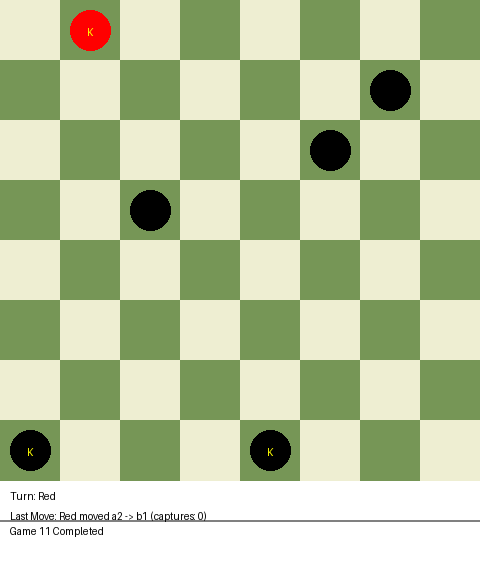 K
K
K
Turn: Red
Last Move: Red moved a2 -> b1 (captures: 0)
Game 11 Completed